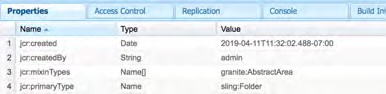 Properties Access Control Replication Console Build In
Name Type Value
1 jcr:created Date 2019-04-11T11:32:02.488-07:00
2 jcr:createdBy String admin
3 jcr:mixinTypes Name[] granite:AbstractArea
4 jcr:primaryType Name sling:Folder